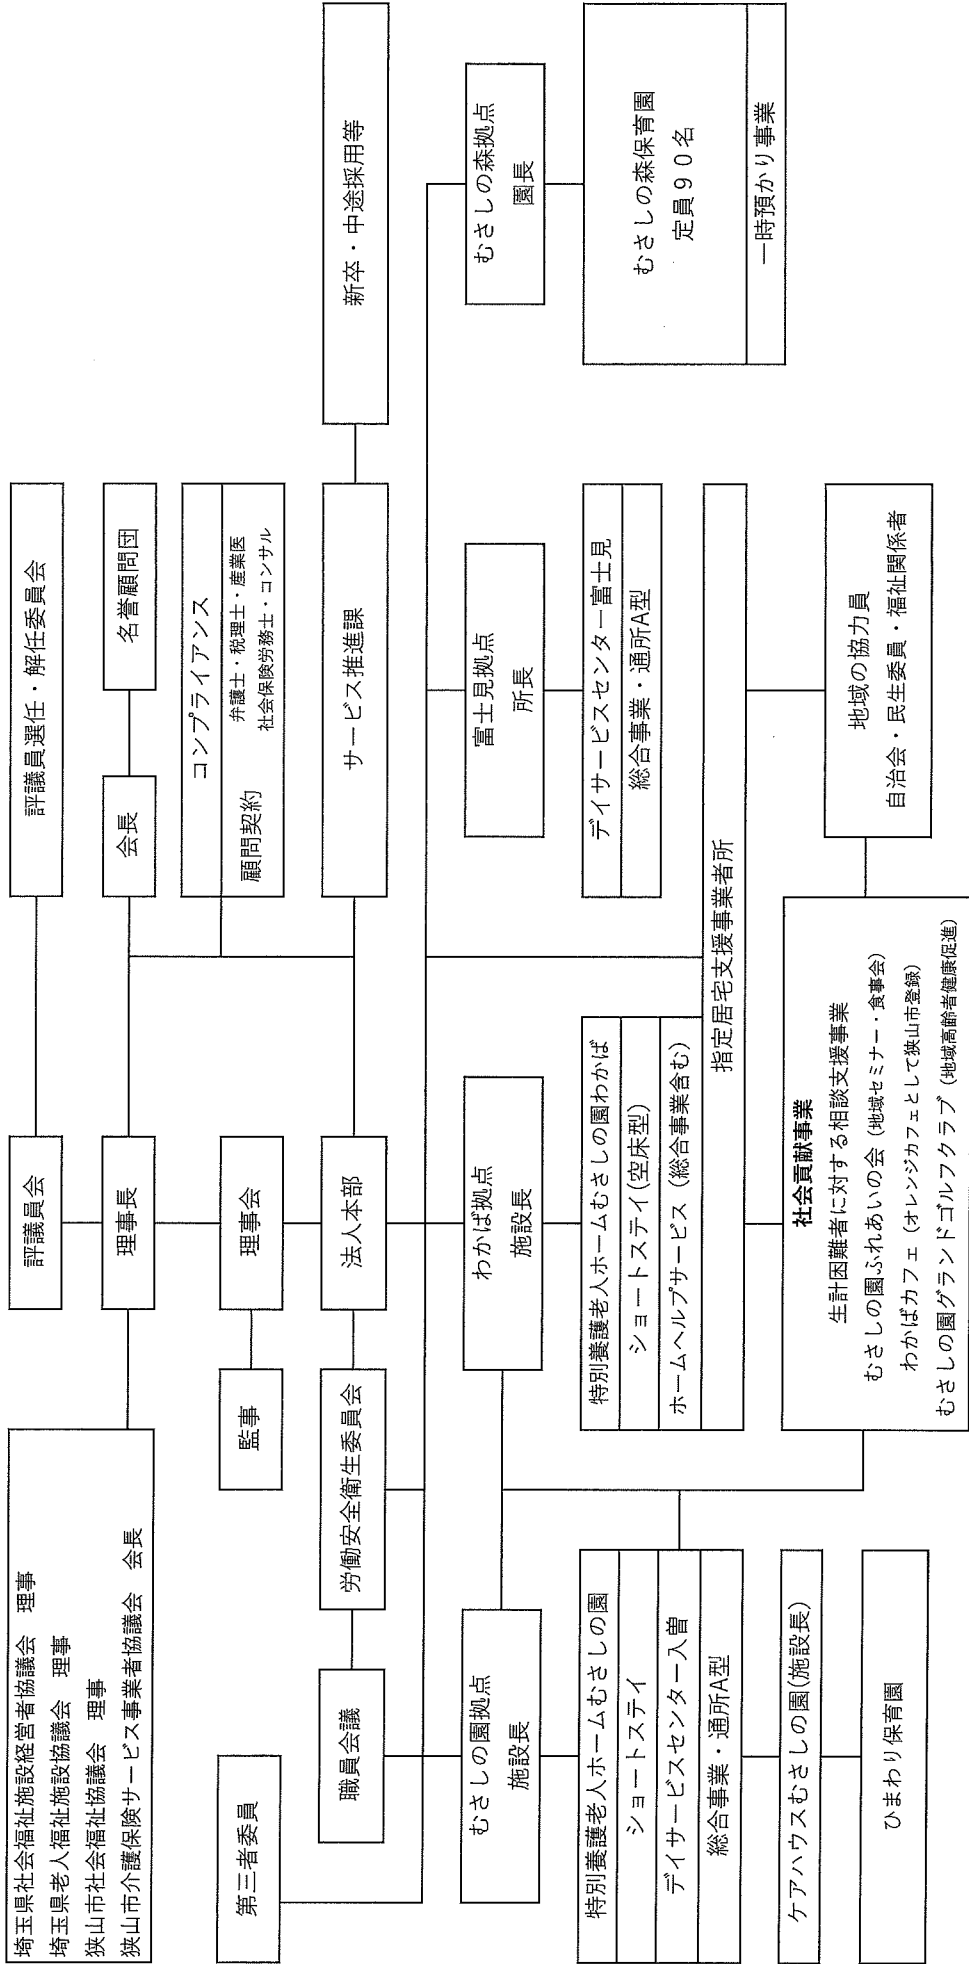 埼玉県社会福祉施設経営者協議会　理事
埼玉県老人福祉施設協議会　理事
狭山市社会福祉協議会　理事
狭山市介護保険サービス事業者協議会　会長
評議員会
評議員選任・解任委員会
理事長
会長
名誉顧問団
コンプライアンス
顧問契約
弁護士・税理士・産業医
社会保険労務士・コンサル
第三者委員
監事
理事会
職員会議
労働安全衛生委員会
法人本部
サービス推進課
新卒・中途採用等
むさしの園拠点
施設長
わかば拠点
施設長
富士見拠点
所長
むさしの森拠点
園長
特別養護老人ホームむさしの園
ショートステイ
デイサービスセンター入曽
総合事業・通所A型
特別養護老人ホームむさしの園わかば
ショートステイ(空床型)
ホームヘルプサービス（総合事業含む）
デイサービスセンター富士見
総合事業・通所A型
指定居宅支援事業者所
むさしの森保育園
定員９０名
一時預かり事業
ケアハウスむさしの園(施設長)
ひまわり保育園
社会貢献事業
生計困難者に対する相談支援事業
むさしの園ふれあいの会（地域セミナー・食事会）
わかばカフェ（オレンジカフェとして狭山市登録）
むさしの園グランドゴルフクラブ（地域高齢者健康促進）
地域の協力員
自治会・民生委員・福祉関係者